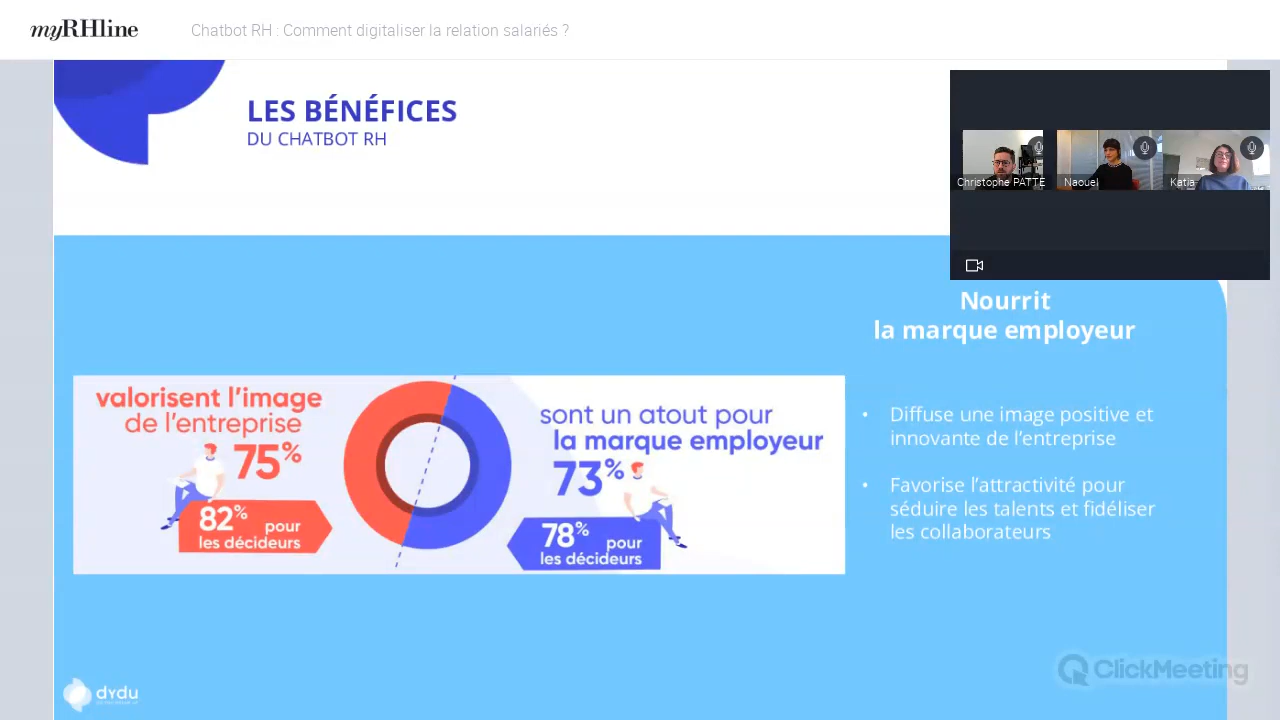 myRHline
Chatbot RH : Comment digitaliser la relation salariés ?
LES BÉNÉFICES
DU CHATBOT RH
Christophe PATTE
Naouel
Katia
Nourrit
la marque employeur
valorisent l'image
de l'entreprise
75%
82% pour
les décideurs
sont un atout pour
la marque employeur
73%
78% pour
les décideurs
• Diffuse une image positive et
innovante de l'entreprise
• Favorise l'attractivité pour
séduire les talents et fidéliser
les collaborateurs
dydu
ClickMeeting